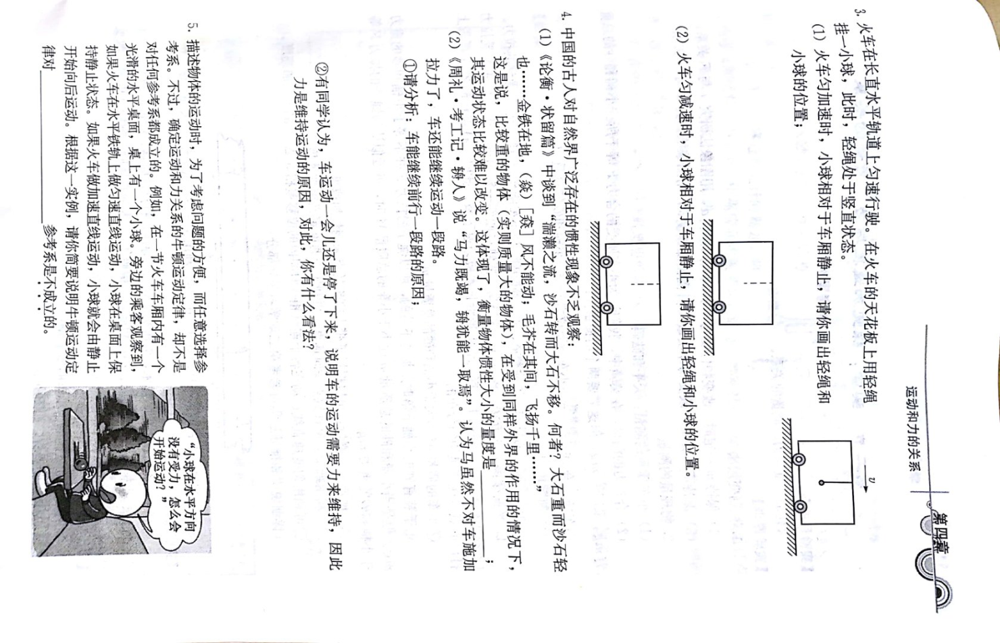 运动和力的关系 第四章
3. 火车在长直水平轨道上匀速行驶。在火车的天花板上用轻绳
挂一小球，此时，轻绳处于竖直状态。
（1）火车匀加速时，小球相对于车厢静止，请你画出轻绳和
小球的位置；
v
（2）火车匀减速时，小球相对于车厢静止，请你画出轻绳和小球的位置。
4. 中国的古人对自然界广泛存在的惯性现象不乏观察：
（1）《论衡·状留篇》中谈到“湍濑之流，沙石转而大石不移。何者？大石重而沙石轻
也……金铁在地，（焱）［猋］风不能动；毛芥在其间，飞扬千里……”
这是说，比较重的物体（实则质量大的物体），在受到同样外界的作用的情况下，
其运动状态比较难以改变。这体现了，衡量物体惯性大小的量度是________；
（2）《周礼·考工记·辀人》说“马力既竭，辀犹能一取焉”。认为马虽然不对车施加
拉力了，车还能继续运动一段路。
①请分析：车能继续前行一段路的原因；
②有同学认为，车运动一会儿还是停了下来，说明车的运动需要力来维持，因此
力是维持运动的原因，对此，你有什么看法？
5. 描述物体的运动时，为了考虑问题的方便，而任意选择参
考系。不过，确定运动和力关系的牛顿运动定律，却不是
对任何参考系都成立的。例如，在一节火车车厢内有一个
光滑的水平桌面，桌上有一个小球。旁边的乘客观察到，
如果火车在水平铁轨上做匀速直线运动，小球在桌面上保
持静止状态。如果火车做加速直线运动，小球就会由静止
开始向后运动。根据这一实例，请你简要说明牛顿运动定
律对________________参考系是不成立的。
“小球在水平方向
没有受力，怎么会
开始运动？”